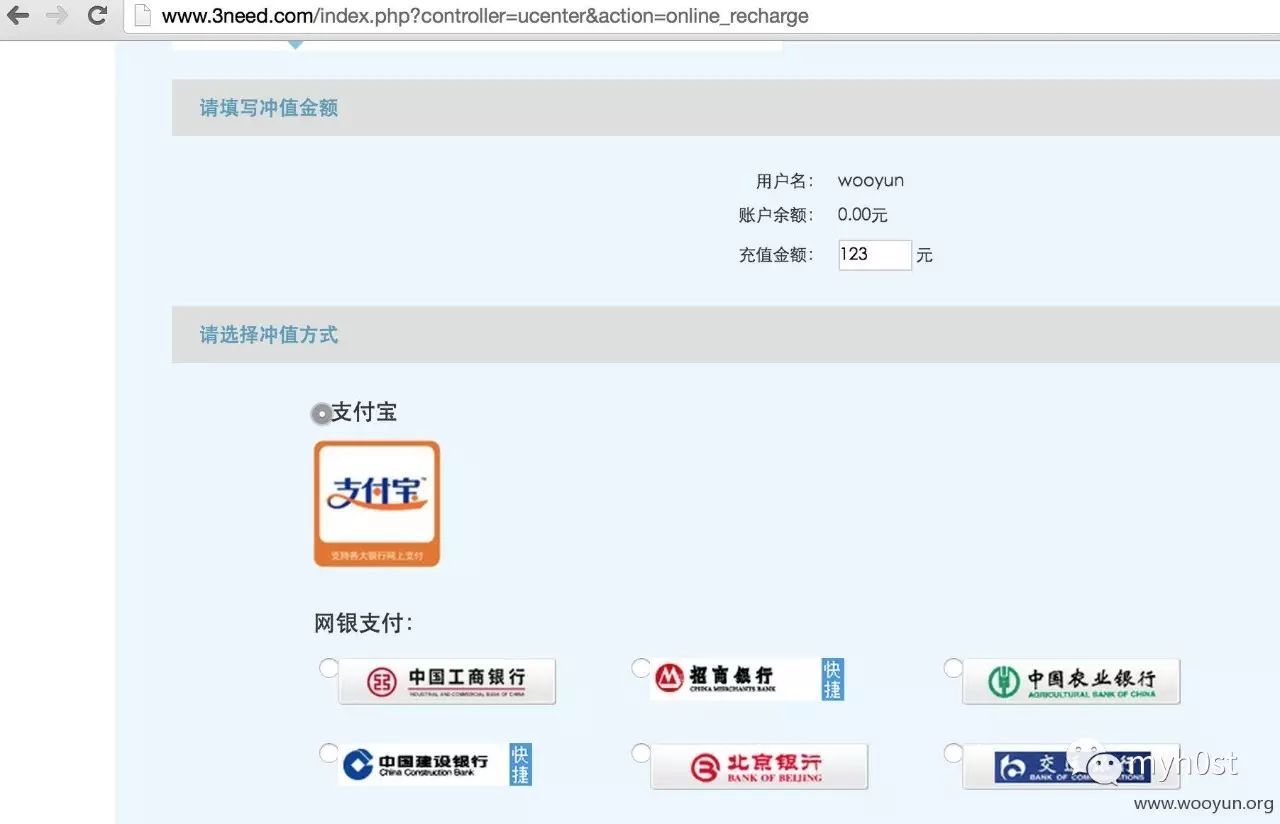 www.3need.com/index.php?controller=ucenter&action=online_recharge
请填写冲值金额
用户名： wooyun
账户余额： 0.00元
充值金额： 123 元
请选择冲值方式
支付宝
支付宝
支持各大银行网上支付
网银支付：
中国工商银行
INDUSTRIAL AND COMMERCIAL BANK OF CHINA
招商银行
CHINA MERCHANTS BANK
快捷
中国农业银行
AGRICULTURAL BANK OF CHINA
中国建设银行
China Construction Bank
快捷
北京银行
BANK OF BEIJING
交 行
BANK OF
myh0st
www.wooyun.org